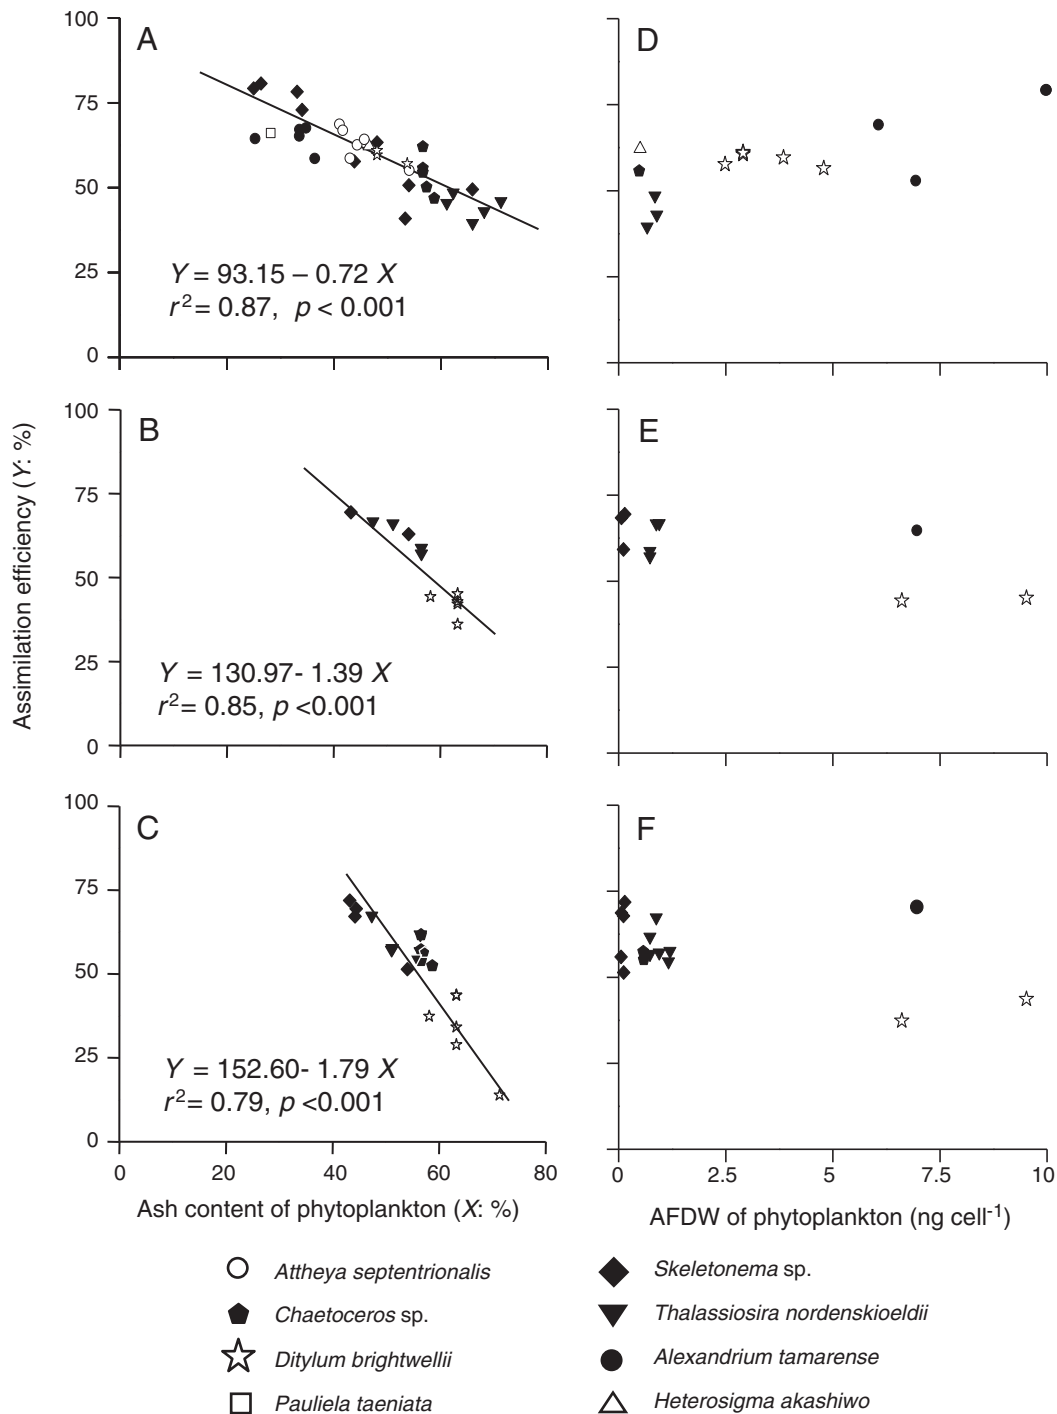 Assimilation efficiency (Y: %)
A
100
75
50
25
0
Y = 93.15 – 0.72 X
r² = 0.87, p < 0.001
D
B
100
75
50
25
0
Y = 130.97- 1.39 X
r² = 0.85, p <0.001
E
C
100
75
50
25
0
Y = 152.60- 1.79 X
r² = 0.79, p <0.001
0 20 40 60 80
Ash content of phytoplankton (X: %)
F
0 2.5 5 7.5 10
AFDW of phytoplankton (ng cell⁻¹)
Attheya septentrionalis
Chaetoceros sp.
Ditylum brightwellii
Pauliela taeniata
Skeletonema sp.
Thalassiosira nordenskioeldii
Alexandrium tamarense
Heterosigma akashiwo